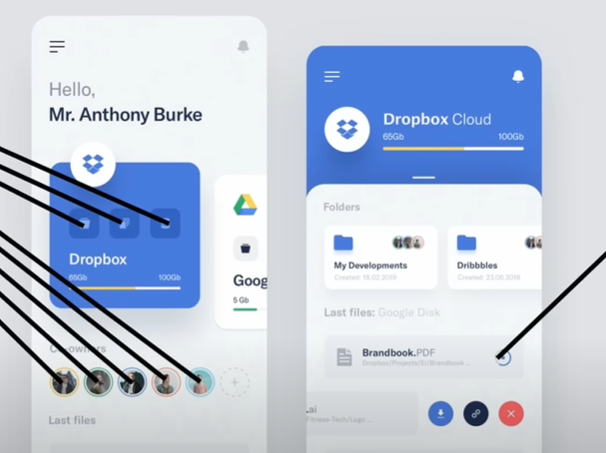 Hello,
Mr. Anthony Burke
Dropbox
65Gb 100Gb
Goog
5 Gb
Co-owners
Last files
Dropbox Cloud
65Gb 100Gb
Folders
My Developments
Created: 18.02.2019
Dribbbles
Created: 23.06.2018
Last files: Google Disk
Brandbook.PDF
Dropbox/Projects/Ei/Brandbook ...
.ai
Fitness-Tech/Logo ...